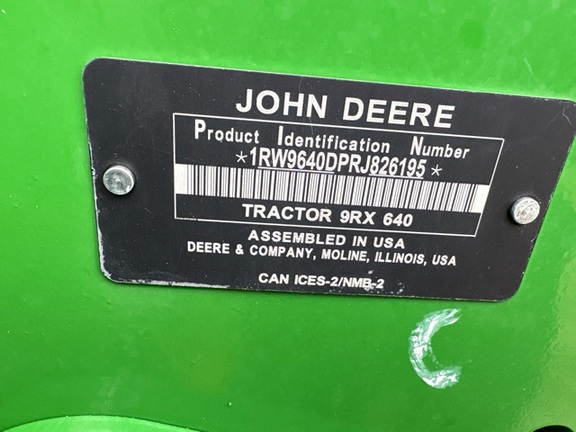 JOHN DEERE
Product Identification Number
*1RW9640DPRJ826195*
TRACTOR 9RX 640
ASSEMBLED IN USA
DEERE & COMPANY, MOLINE, ILLINOIS, USA
CAN ICES-2/NMB-2